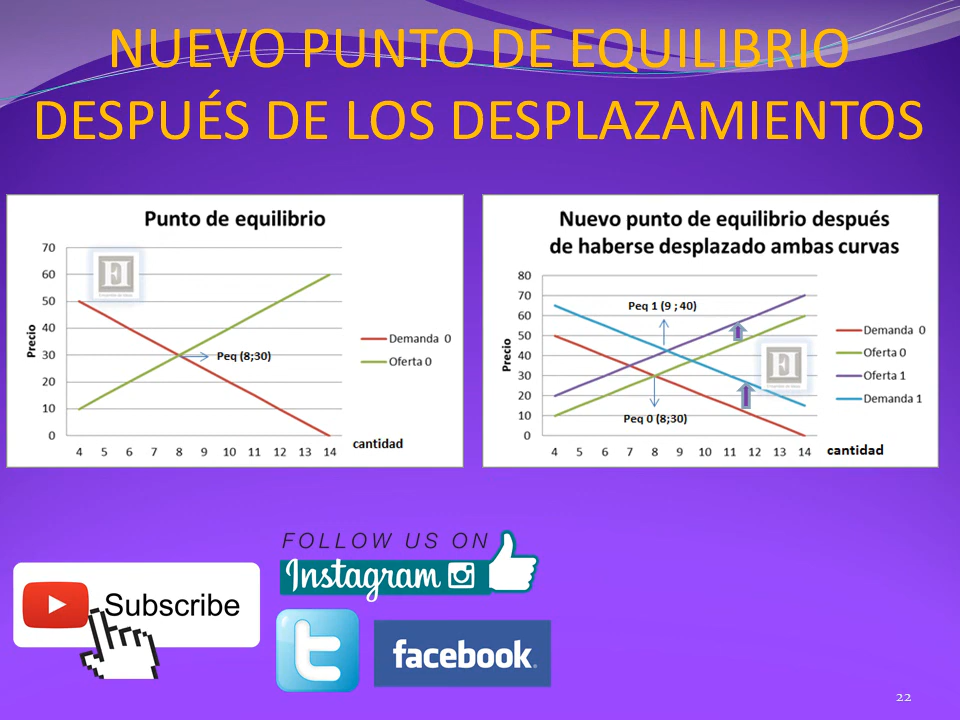 NUEVO PUNTO DE EQUILIBRIO
DESPUÉS DE LOS DESPLAZAMIENTOS
Punto de equilibrio
70
60
50
40
30
20
10
0
Precio
EI
Peq (8;30)
4 5 6 7 8 9 10 11 12 13 14
cantidad
Demanda 0
Oferta 0
Nuevo punto de equilibrio después
de haberse desplazado ambas curvas
80
70
60
50
40
30
20
10
0
Precio
Peq 1 (9 ; 40)
Peq 0 (8;30)
EI
4 5 6 7 8 9 10 11 12 13 14
cantidad
Demanda 0
Oferta 0
Oferta 1
Demanda 1
FOLLOW US ON
Instagram
Subscribe
t
facebook
22